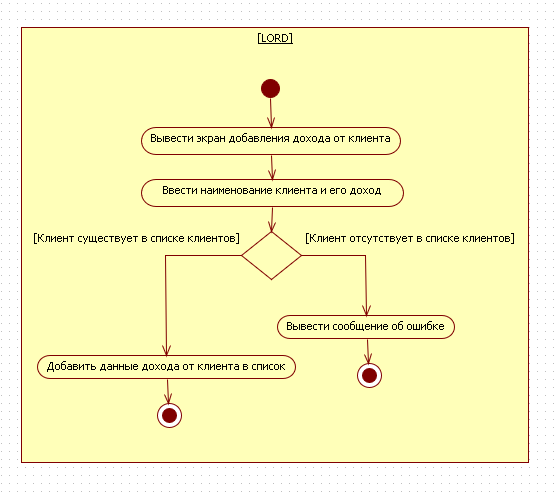 [LORD]
Вывести экран добавления дохода от клиента
Ввести наименование клиента и его доход
[Клиент существует в списке клиентов]
[Клиент отсутствует в списке клиентов]
Вывести сообщение об ошибке
Добавить данные дохода от клиента в список